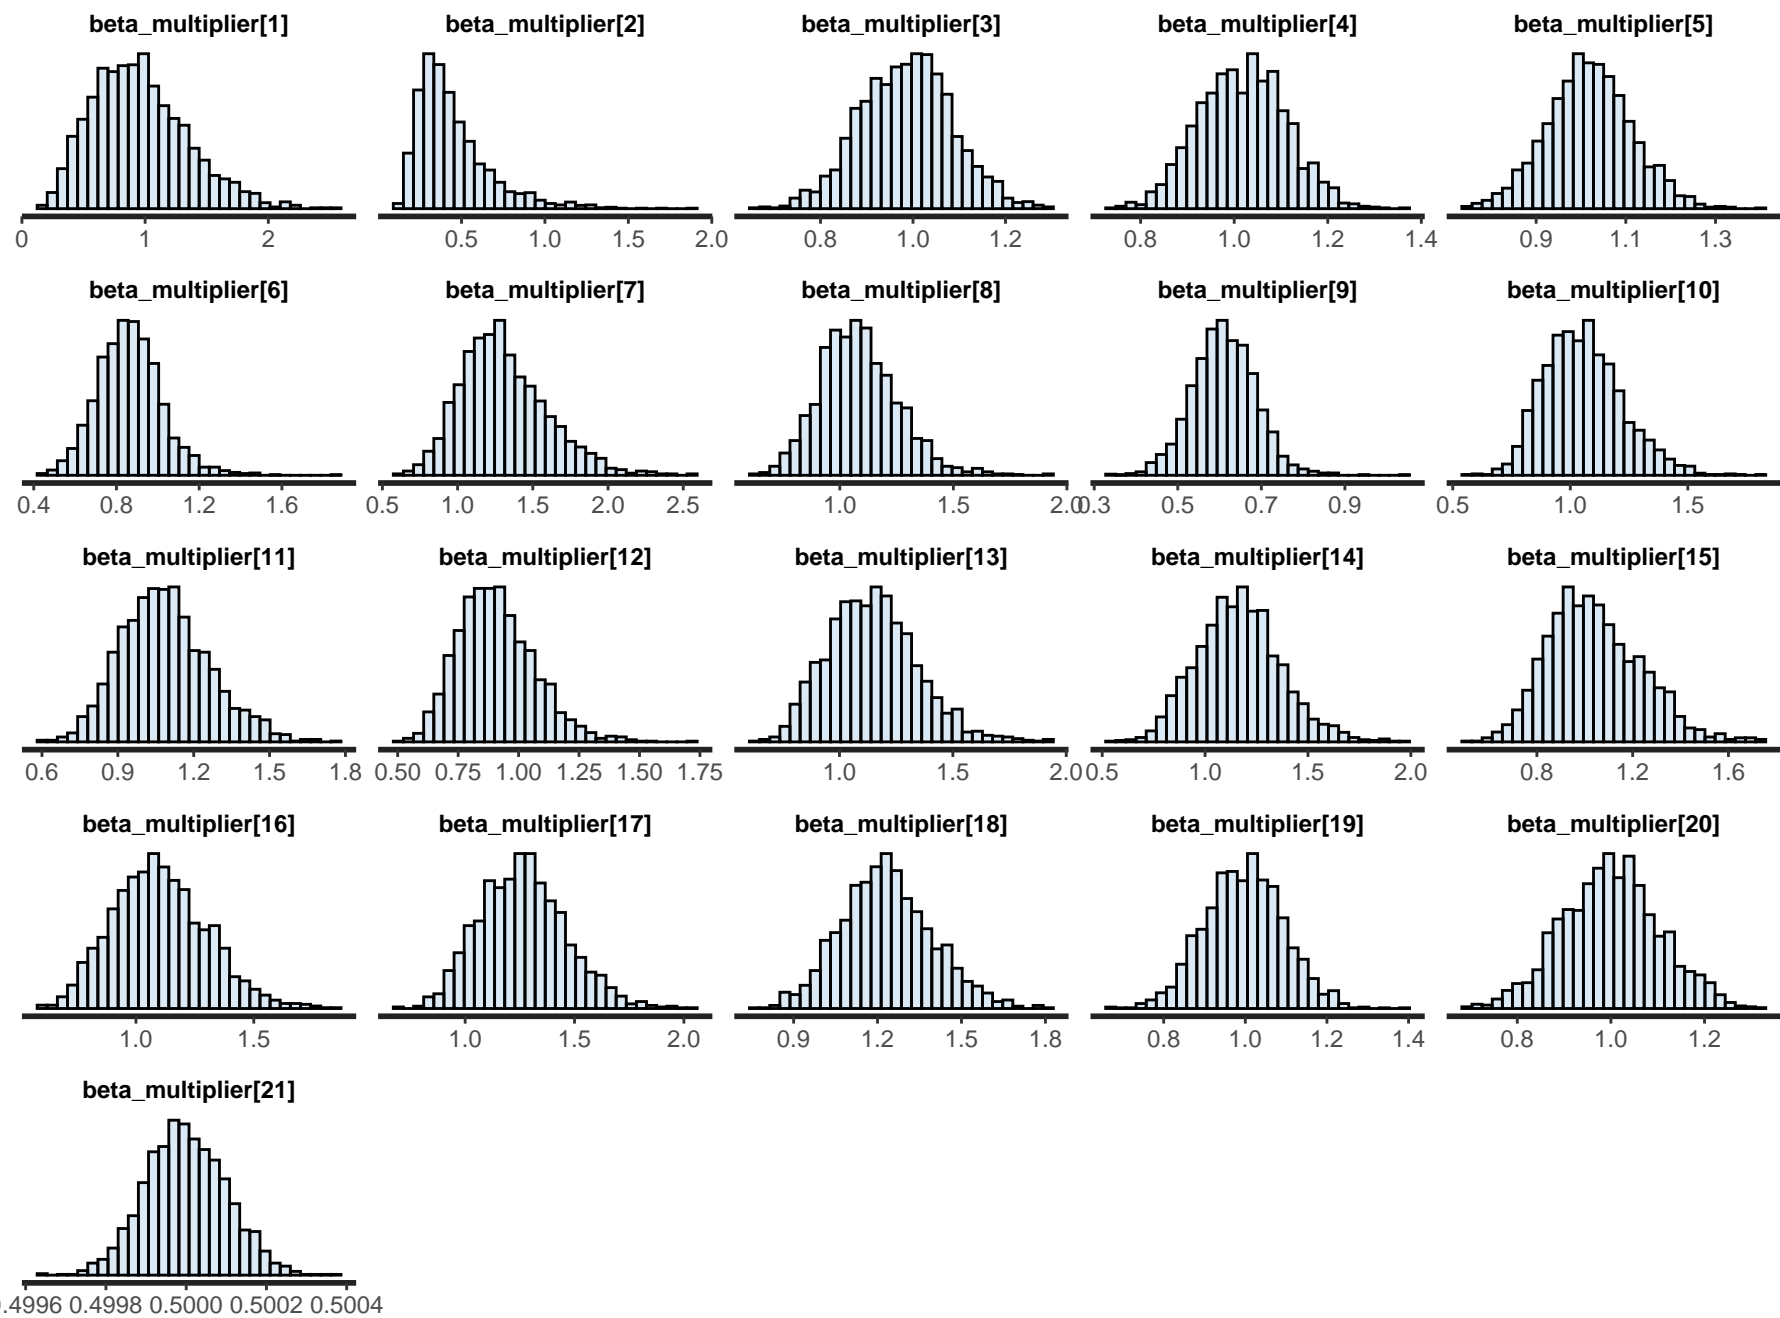 beta_multiplier[1] beta_multiplier[2] beta_multiplier[3] beta_multiplier[4] beta_multiplier[5]
0 1 2 0.5 1.0 1.5 2.0 0.8 1.0 1.2 0.8 1.0 1.2 1.4 0.9 1.1 1.3
beta_multiplier[6] beta_multiplier[7] beta_multiplier[8] beta_multiplier[9] beta_multiplier[10]
0.4 0.8 1.2 1.6 0.5 1.0 1.5 2.0 2.5 1.0 1.5 2.0 0.3 0.5 0.7 0.9 0.5 1.0 1.5
beta_multiplier[11] beta_multiplier[12] beta_multiplier[13] beta_multiplier[14] beta_multiplier[15]
0.6 0.9 1.2 1.5 1.8 0.50 0.75 1.00 1.25 1.50 1.75 1.0 1.5 2.0 0.5 1.0 1.5 2.0 0.8 1.2 1.6
beta_multiplier[16] beta_multiplier[17] beta_multiplier[18] beta_multiplier[19] beta_multiplier[20]
1.0 1.5 1.0 1.5 2.0 0.9 1.2 1.5 1.8 0.8 1.0 1.2 1.4 0.8 1.0 1.2
beta_multiplier[21]
.4996 0.4998 0.5000 0.5002 0.5004